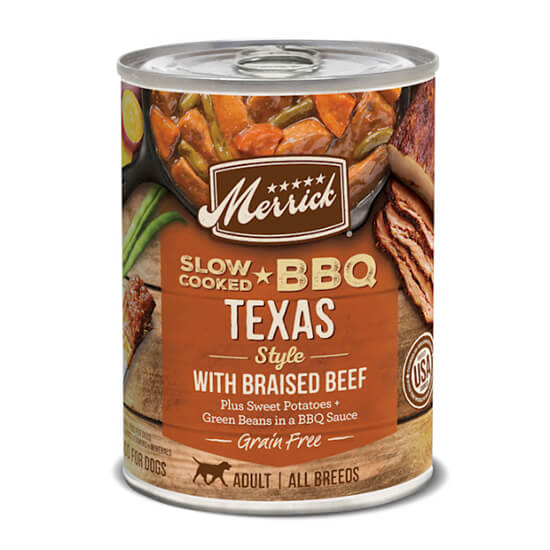 Merrick®
SLOW COOKED ★ BBQ
TEXAS
Style
WITH BRAISED BEEF
Plus Sweet Potatoes +
Green Beans in a BBQ Sauce
Grain Free
FOR DOGS
ADULT | ALL BREEDS
USA